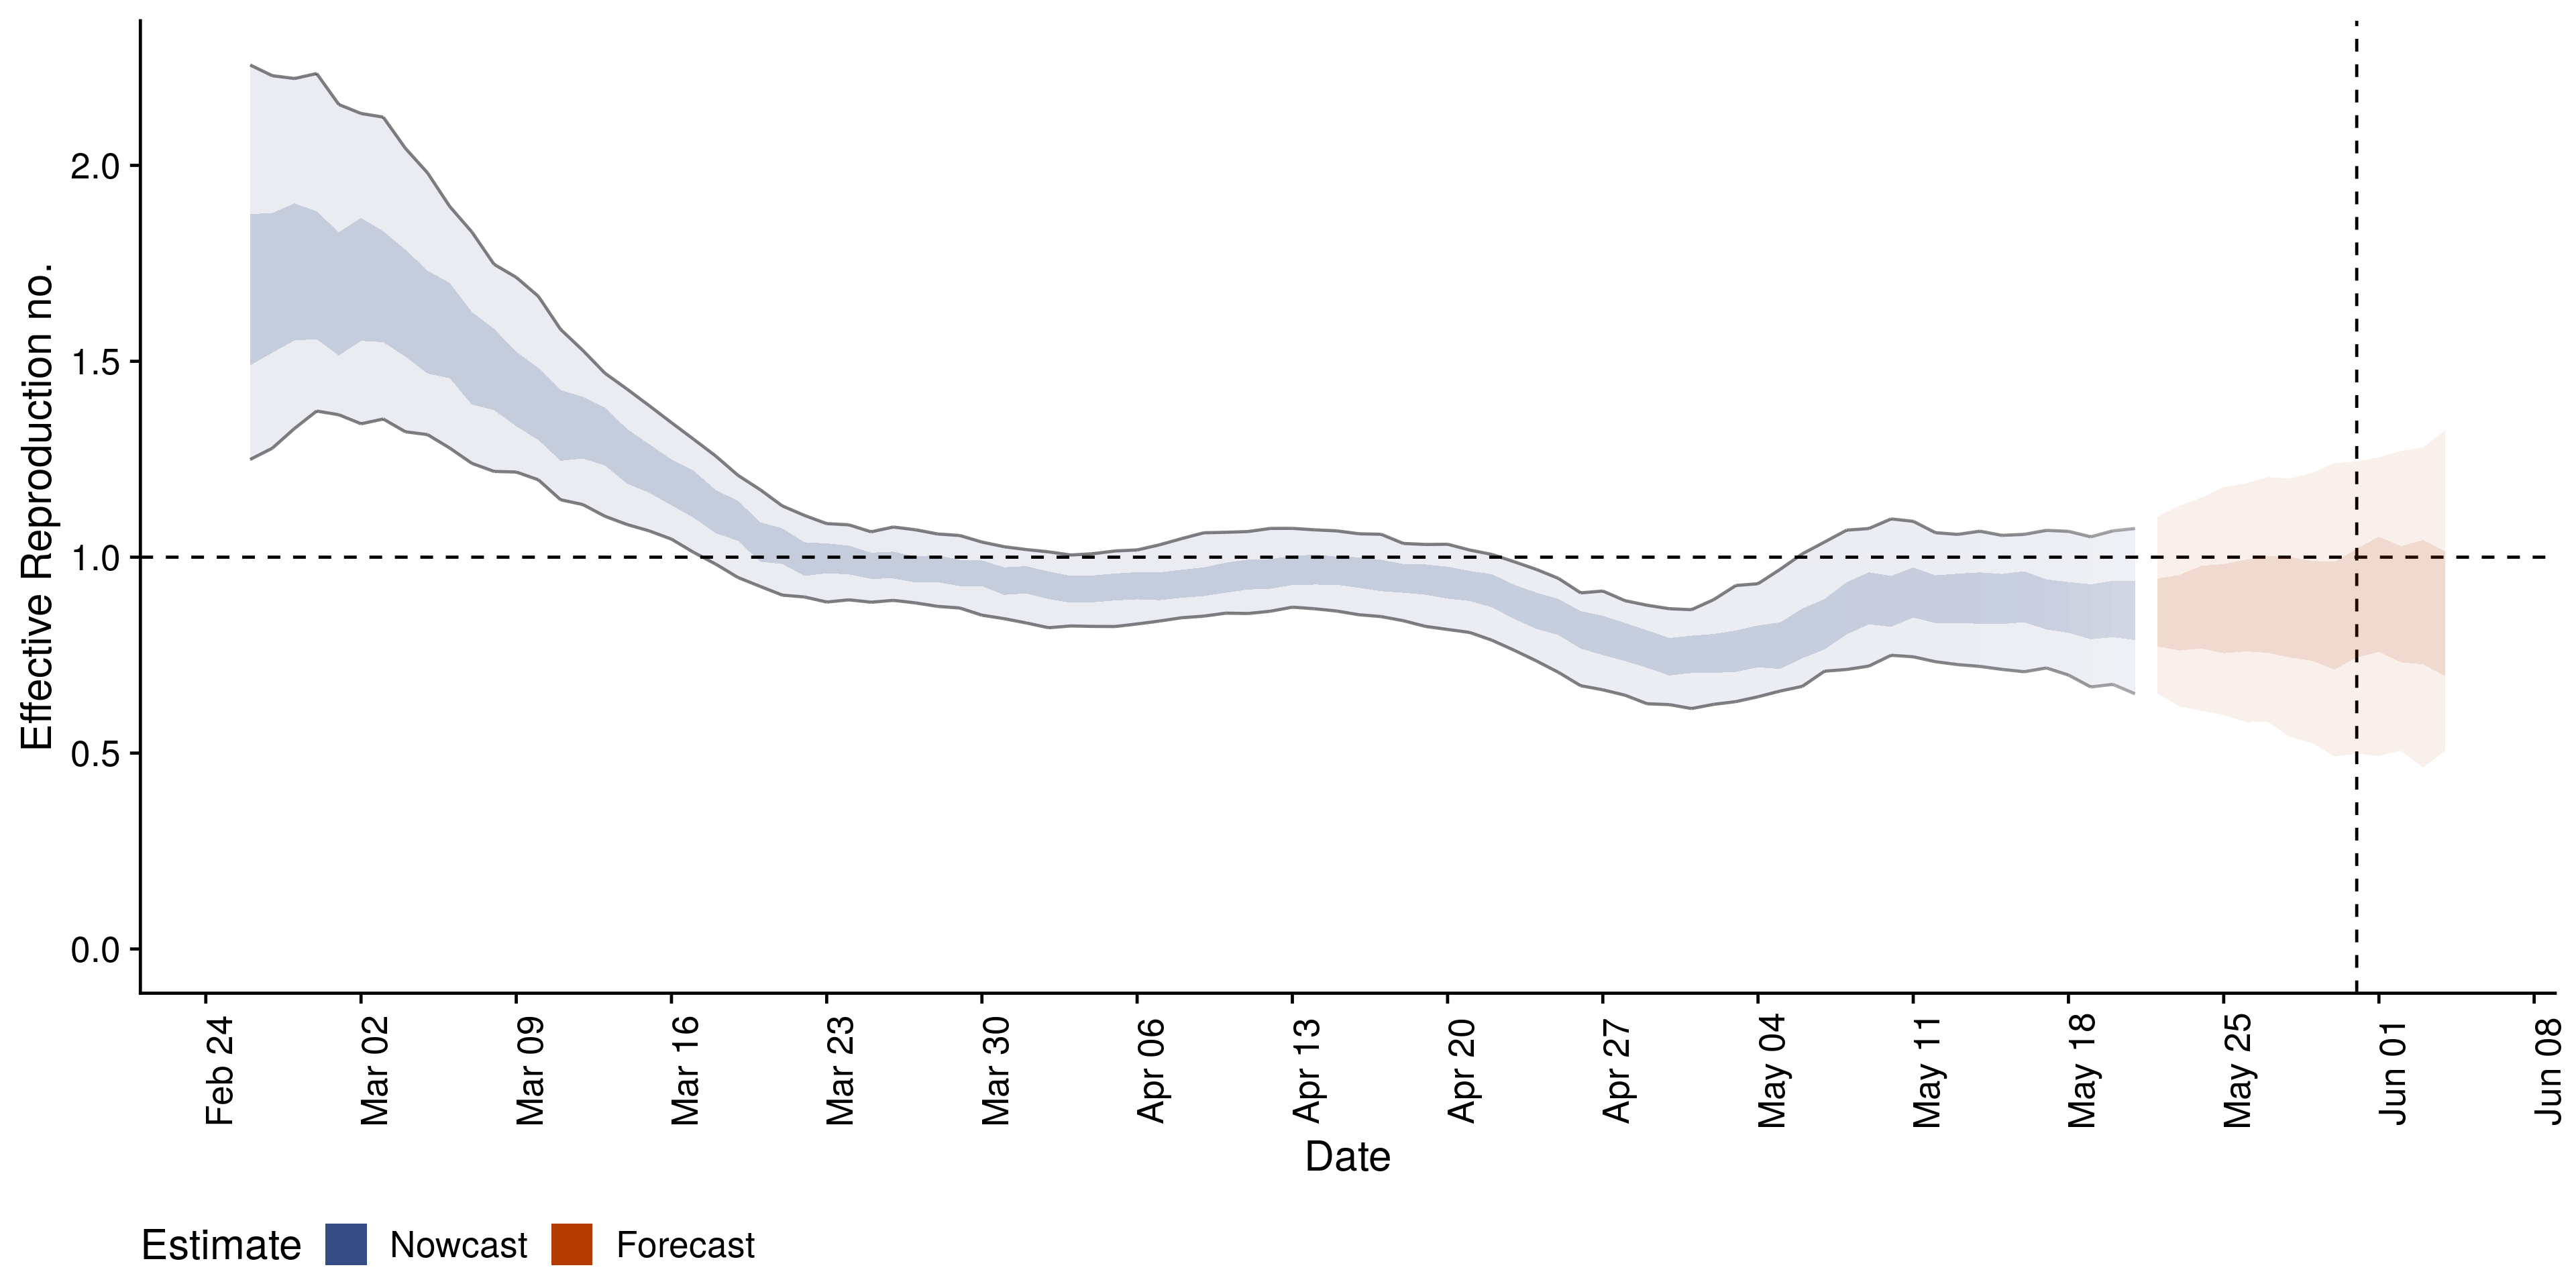 Effective Reproduction no.
2.0
1.5
1.0
0.5
0.0
Feb 24
Mar 02
Mar 09
Mar 16
Mar 23
Mar 30
Apr 06
Apr 13
Apr 20
Apr 27
May 04
May 11
May 18
May 25
Jun 01
Jun 08
Date
Estimate Nowcast Forecast